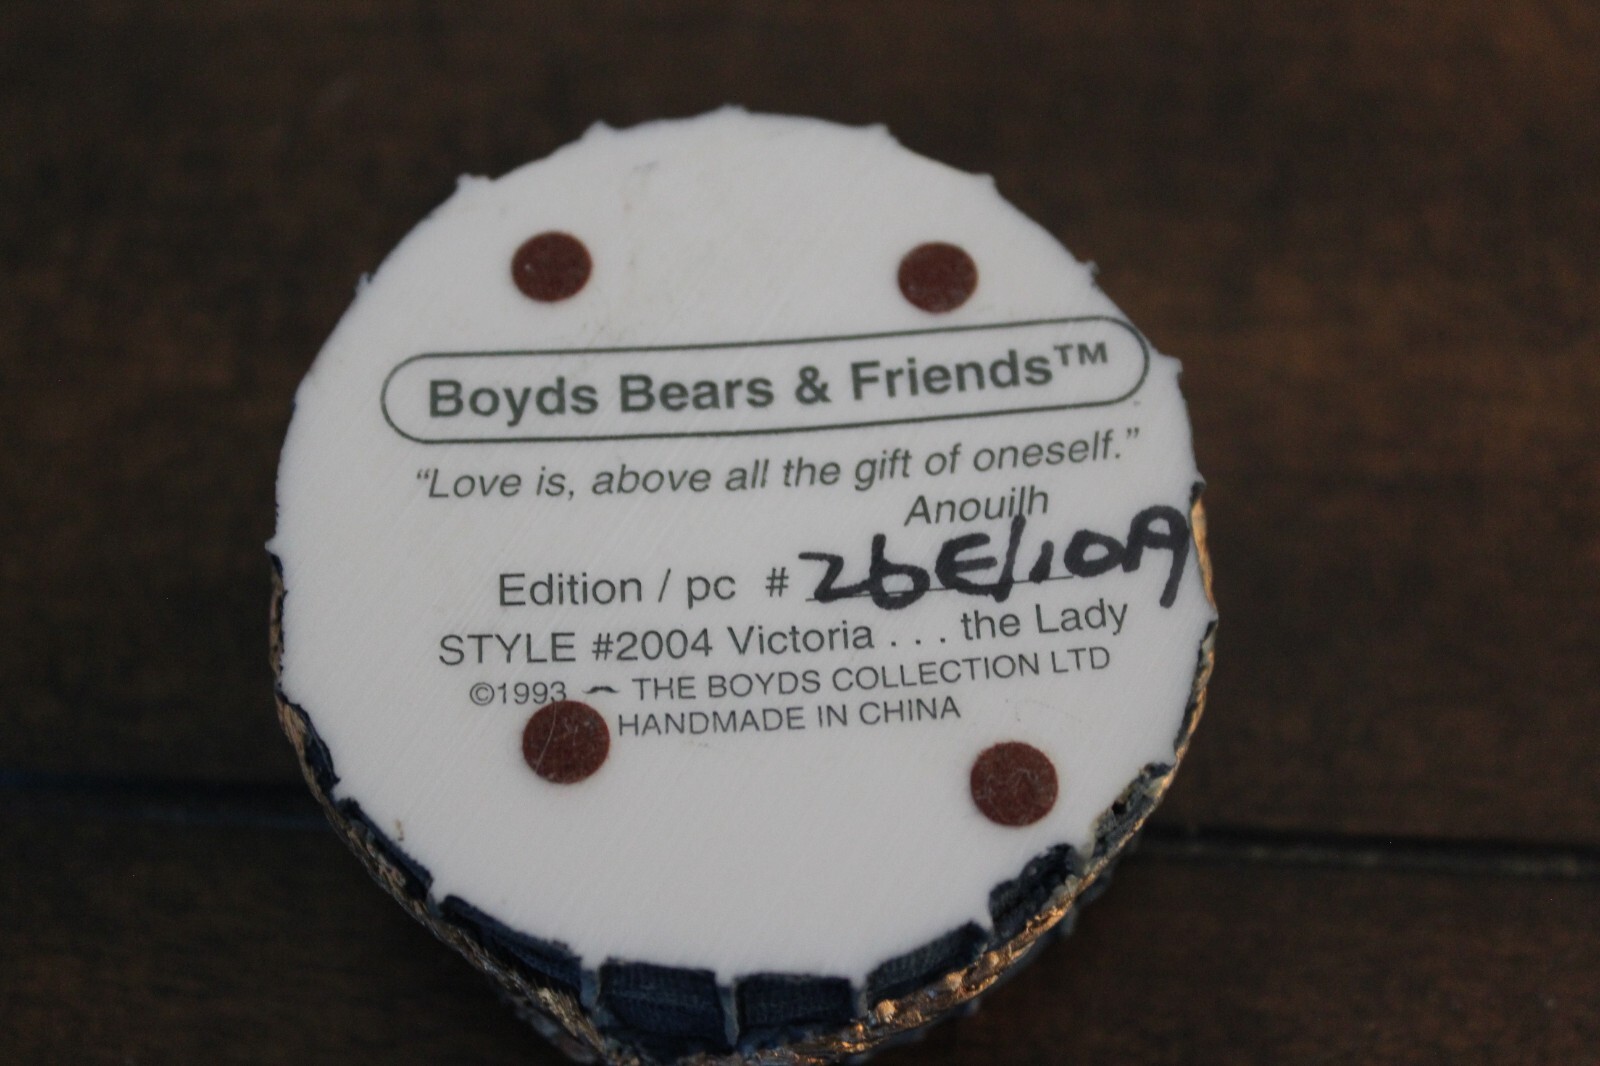 Boyds Bears & Friends™
“Love is, above all the gift of oneself.”
Anouilh
Edition / pc # 26E/10A
STYLE #2004 Victoria . . . the Lady
©1993 THE BOYDS COLLECTION LTD
HANDMADE IN CHINA